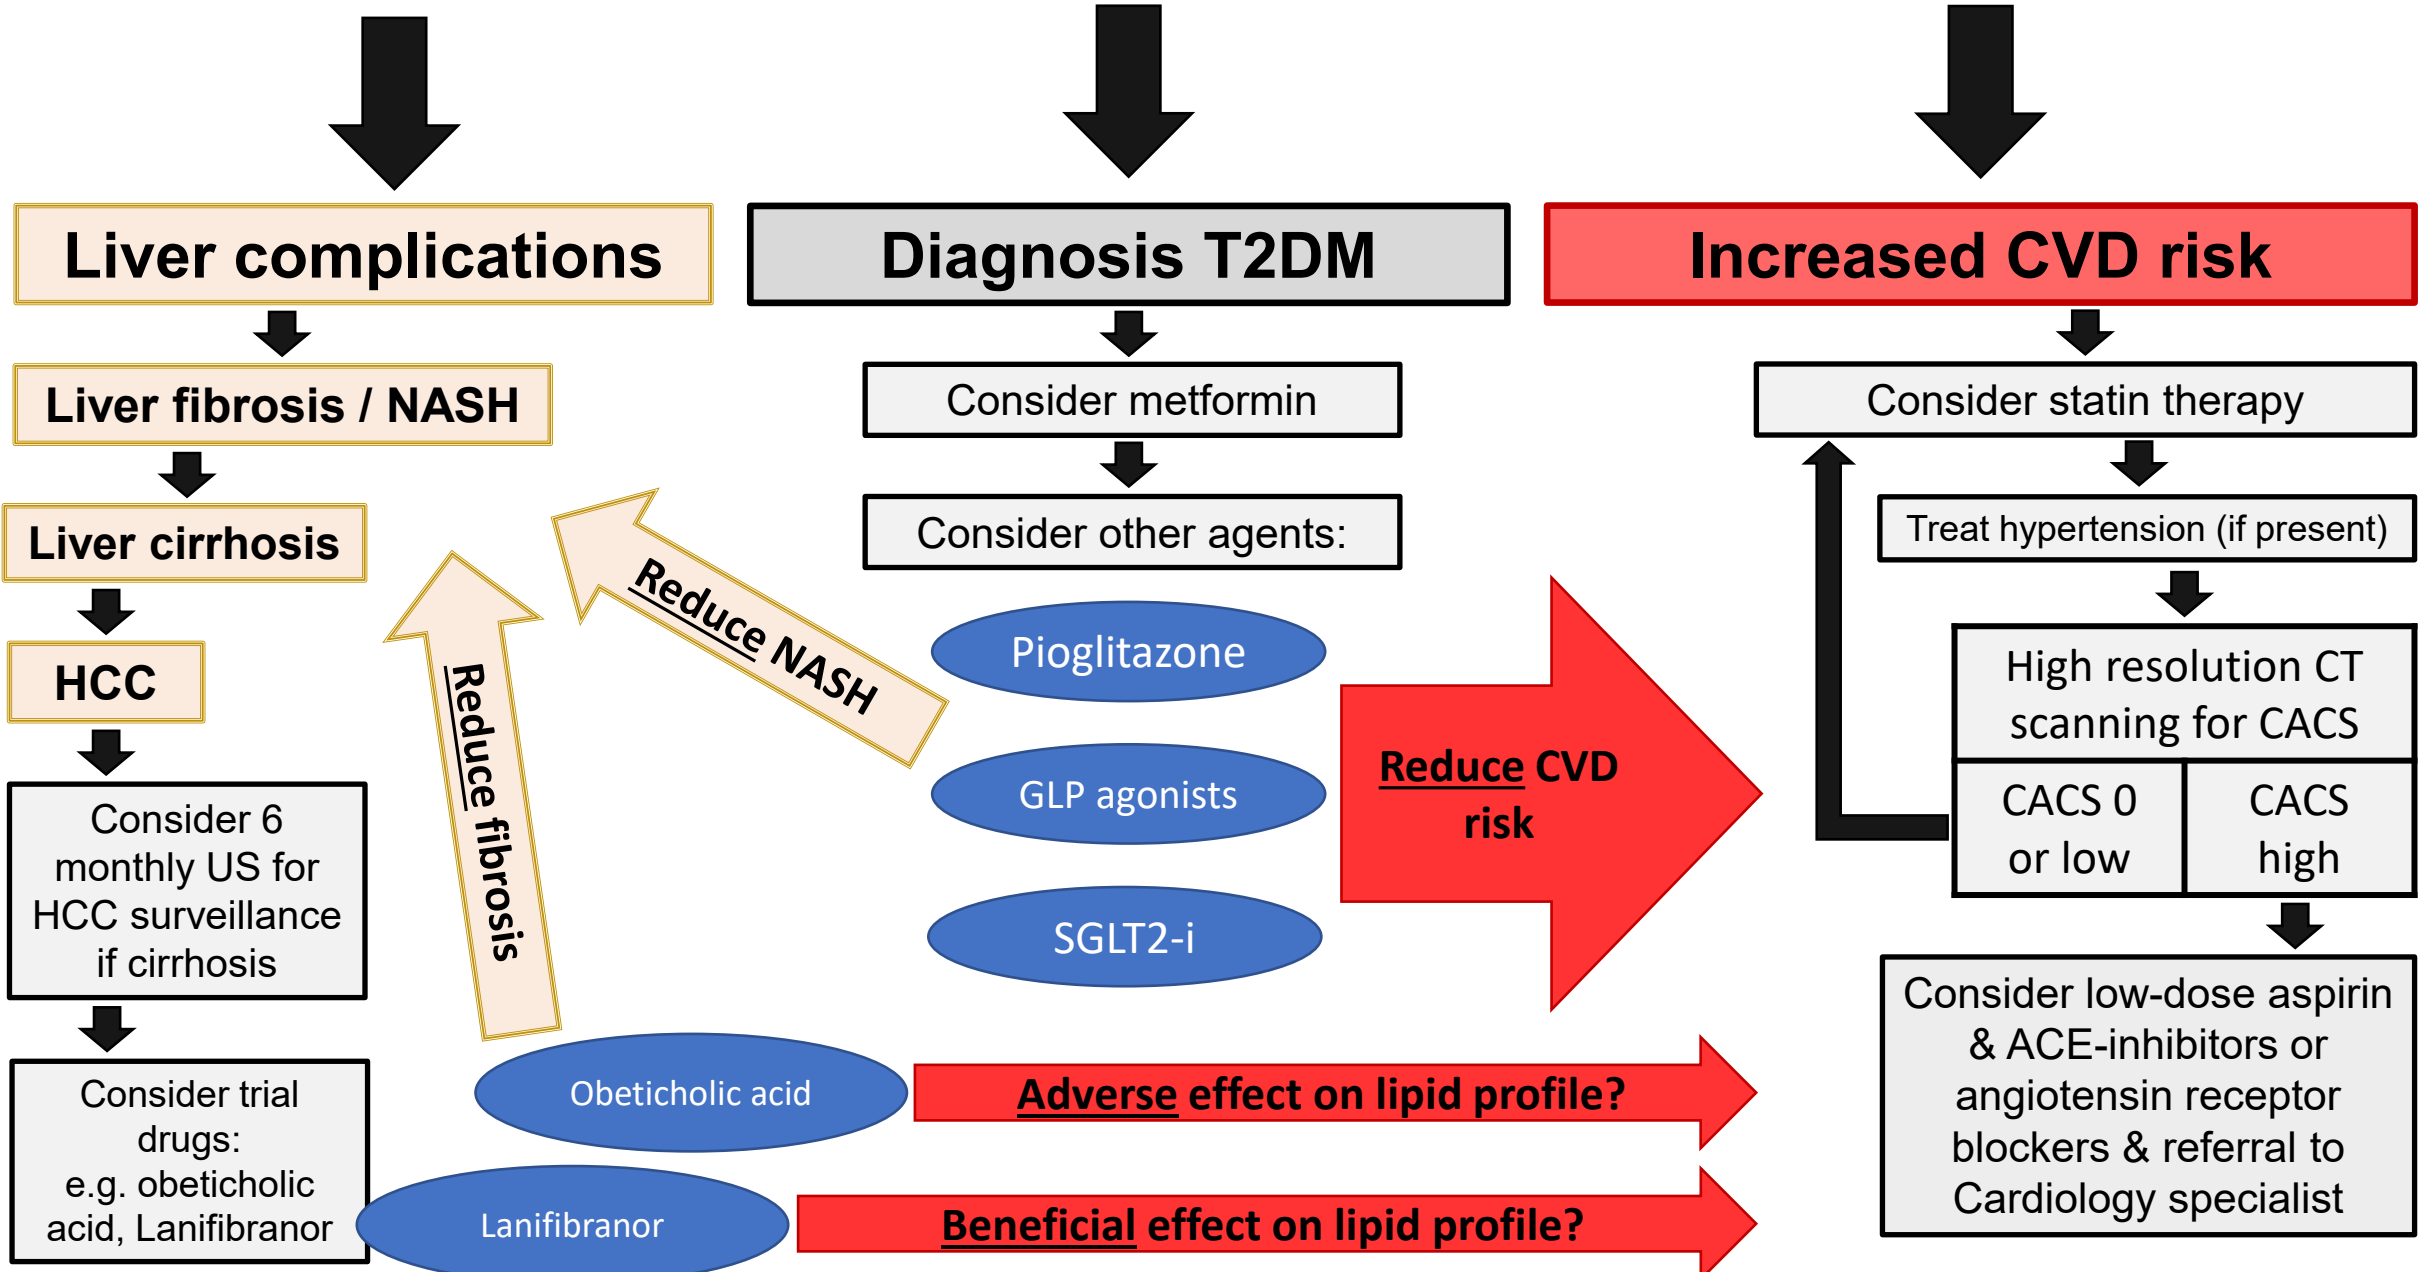 Liver complications
Liver fibrosis / NASH
Liver cirrhosis
HCC
Consider 6
monthly US for
HCC surveillance
if cirrhosis
Consider trial
drugs:
e.g. obeticholic
acid, Lanifibranor
Reduce fibrosis
Reduce NASH
Diagnosis T2DM
Consider metformin
Consider other agents:
Pioglitazone
GLP agonists
SGLT2-i
Obeticholic acid
Lanifibranor
Reduce CVD
risk
Adverse effect on lipid profile?
Beneficial effect on lipid profile?
Increased CVD risk
Consider statin therapy
Treat hypertension (if present)
High resolution CT
scanning for CACS
CACS 0
or low
CACS
high
Consider low-dose aspirin
& ACE-inhibitors or
angiotensin receptor
blockers & referral to
Cardiology specialist